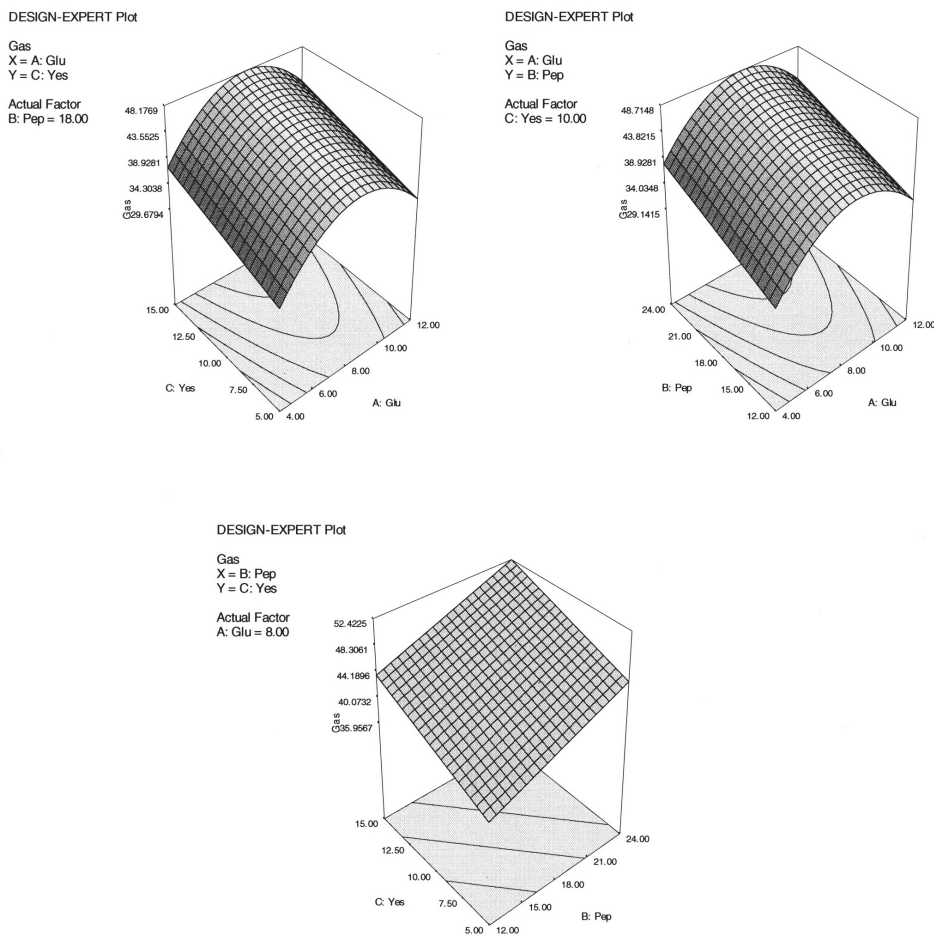 DESIGN-EXPERT Plot
Gas
X = A: Glu
Y = C: Yes
Actual Factor
B: Pep = 18.00
48.1769
43.5525
38.9281
34.3038
29.6794
Gas
15.00
12.50
10.00
7.50
5.00
C: Yes
4.00
6.00
8.00
10.00
12.00
A: Glu
DESIGN-EXPERT Plot
Gas
X = A: Glu
Y = B: Pep
Actual Factor
C: Yes = 10.00
48.7148
43.8215
38.9281
34.0348
29.1415
Gas
24.00
21.00
18.00
15.00
12.00
B: Pep
4.00
6.00
8.00
10.00
12.00
A: Glu
DESIGN-EXPERT Plot
Gas
X = B: Pep
Y = C: Yes
Actual Factor
A: Glu = 8.00
52.4225
48.3061
44.1896
40.0732
35.9567
Gas
15.00
12.50
10.00
7.50
5.00
C: Yes
12.00
15.00
18.00
21.00
24.00
B: Pep